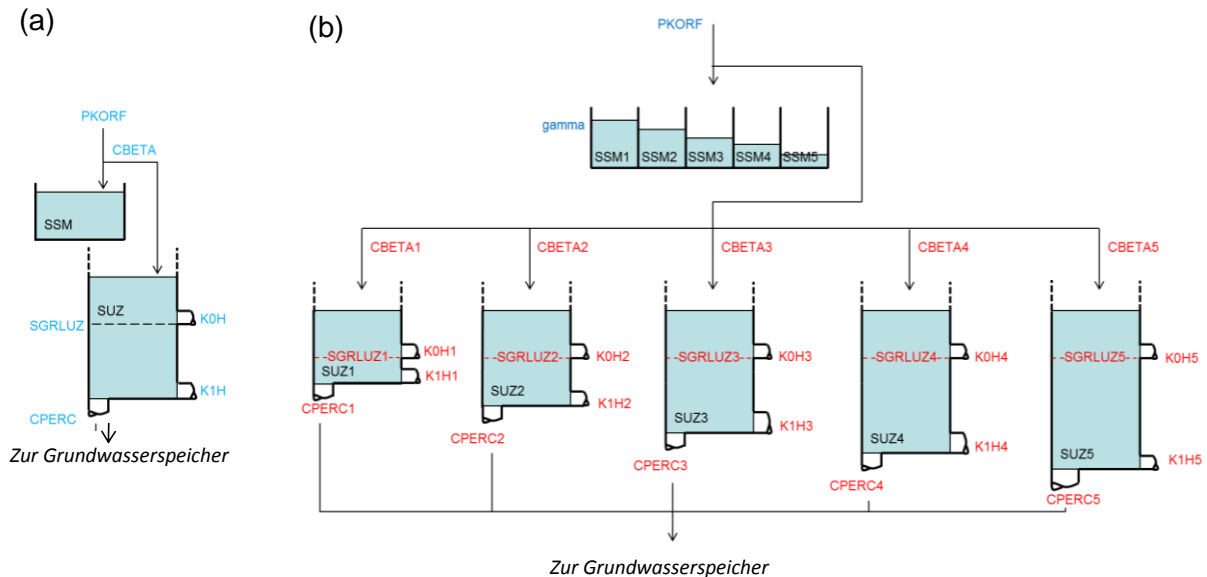 (a)
PKORF
CBETA
SSM
SUZ
SGRLUZ
K0H
K1H
CPERC
Zur Grundwasserspeicher
(b)
PKORF
gamma
SSM1 SSM2 SSM3 SSM4 SSM5
CBETA1 CBETA2 CBETA3 CBETA4 CBETA5
SGRLUZ1 K0H1 SGRLUZ2 K0H2 SGRLUZ3 K0H3 SGRLUZ4 K0H4 SGRLUZ5 K0H5
SUZ1 K1H1
SUZ2 K1H2
SUZ3 K1H3
SUZ4 K1H4
SUZ5 K1H5
CPERC1
CPERC2
CPERC3
CPERC4
CPERC5
Zur Grundwasserspeicher